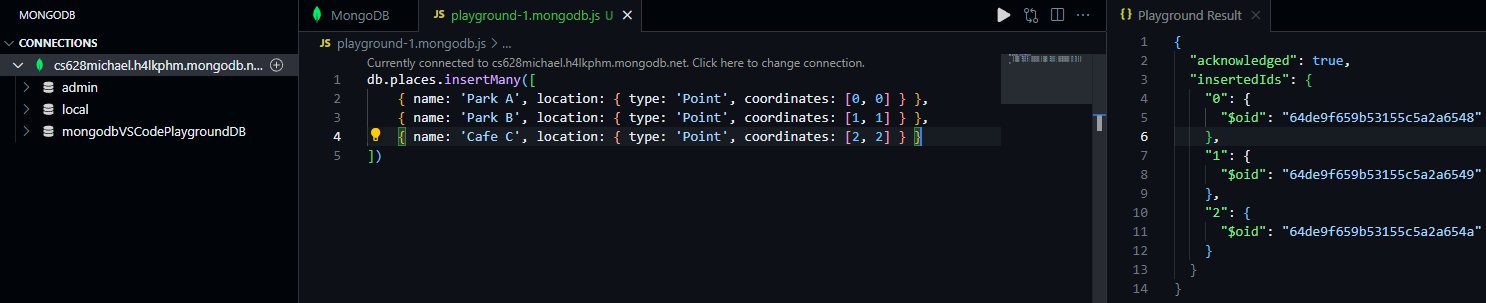 MONGODB
CONNECTIONS
cs628michael.h4lkphm.mongodb.n...
admin
local
mongodbVSCodePlaygroundDB
MongoDB
JS playground-1.mongodb.js U
JS playground-1.mongodb.js > ...
Currently connected to cs628michael.h4lkphm.mongodb.net. Click here to change connection.
1 db.places.insertMany([
2 { name: 'Park A', location: { type: 'Point', coordinates: [0, 0] } },
3 { name: 'Park B', location: { type: 'Point', coordinates: [1, 1] } },
4 { name: 'Cafe C', location: { type: 'Point', coordinates: [2, 2] } }
5 ])
{} Playground Result
1 {
2 "acknowledged": true,
3 "insertedIds": {
4 "0": {
5 "$oid": "64de9f659b53155c5a2a6548"
6 },
7 "1": {
8 "$oid": "64de9f659b53155c5a2a6549"
9 },
10 "2": {
11 "$oid": "64de9f659b53155c5a2a654a"
12 }
13 }
14 }